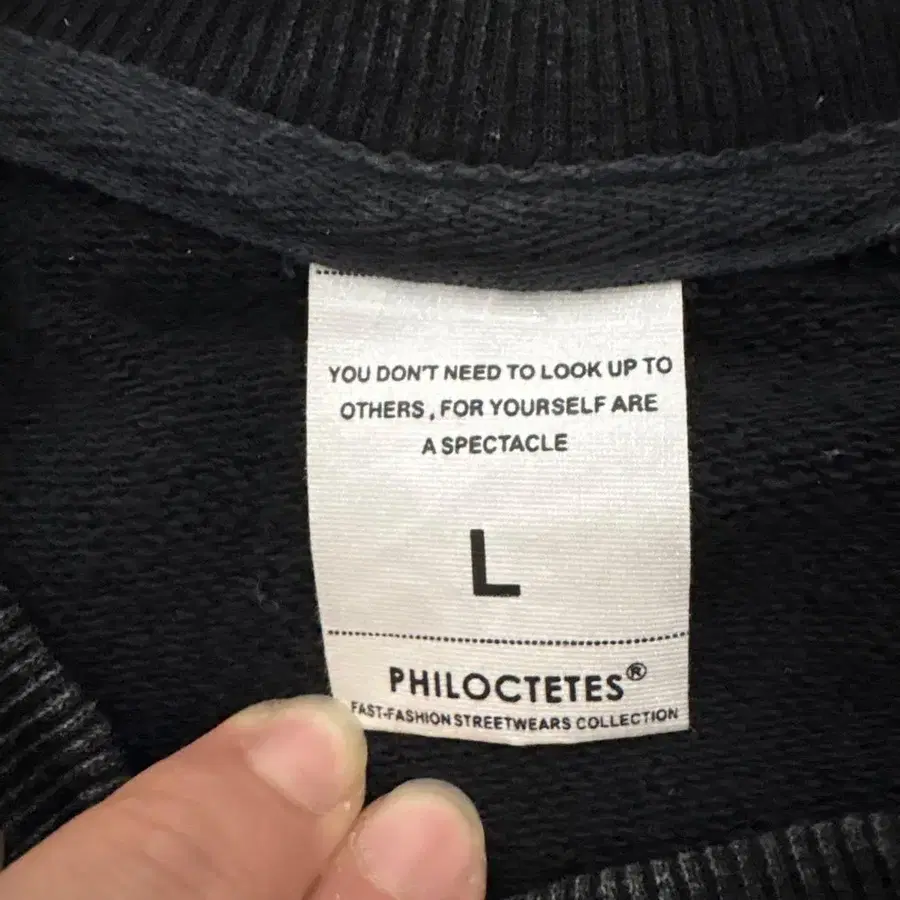 YOU DON'T NEED TO LOOK UP TO
OTHERS, FOR YOURSELF ARE
A SPECTACLE
L
PHILOCTETES®
FAST-FASHION STREETWEARS COLLECTION